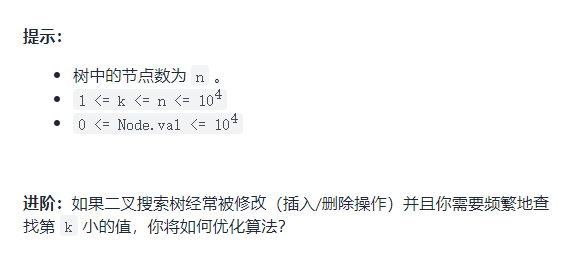 提示：
树中的节点数为 n 。
1 <= k <= n <= 10⁴
0 <= Node.val <= 10⁴
进阶：如果二叉搜索树经常被修改（插入/删除操作）并且你需要频繁地查
找第 k 小的值，你将如何优化算法？